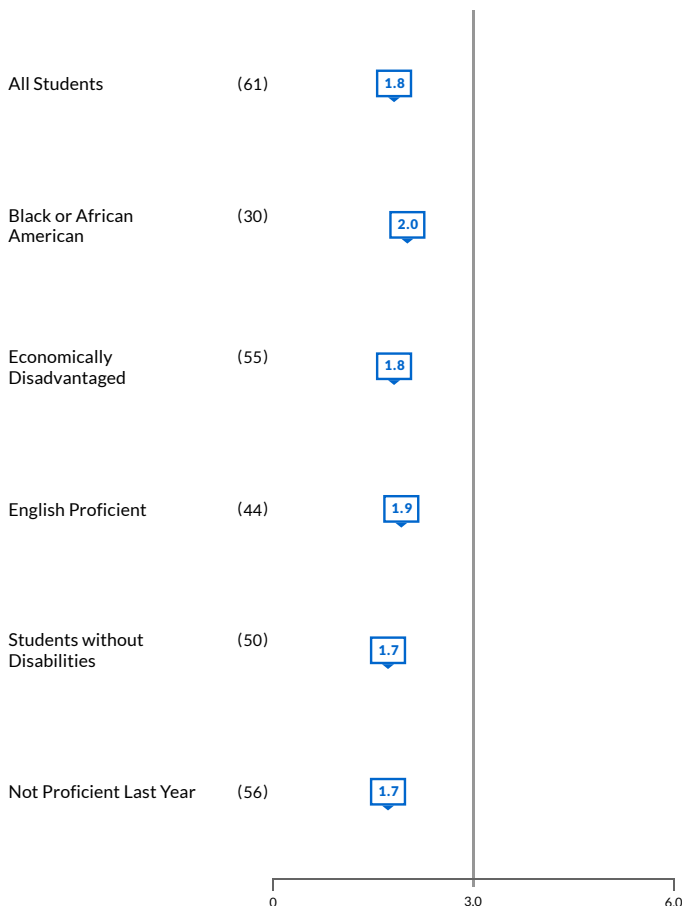 All Students (61) 1.8
Black or African (30) 2.0
American
Economically (55) 1.8
Disadvantaged
English Proficient (44) 1.9
Students without (50) 1.7
Disabilities
Not Proficient Last Year (56) 1.7
0 3.0 6.0